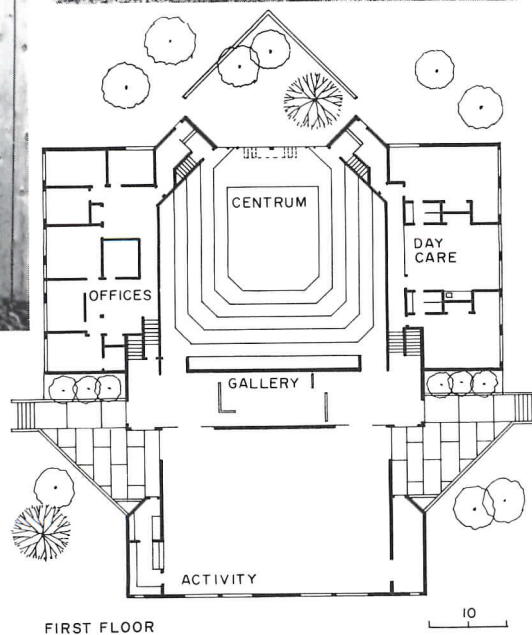 CENTRUM
DAY
CARE
OFFICES
GALLERY
ACTIVITY
10
FIRST FLOOR